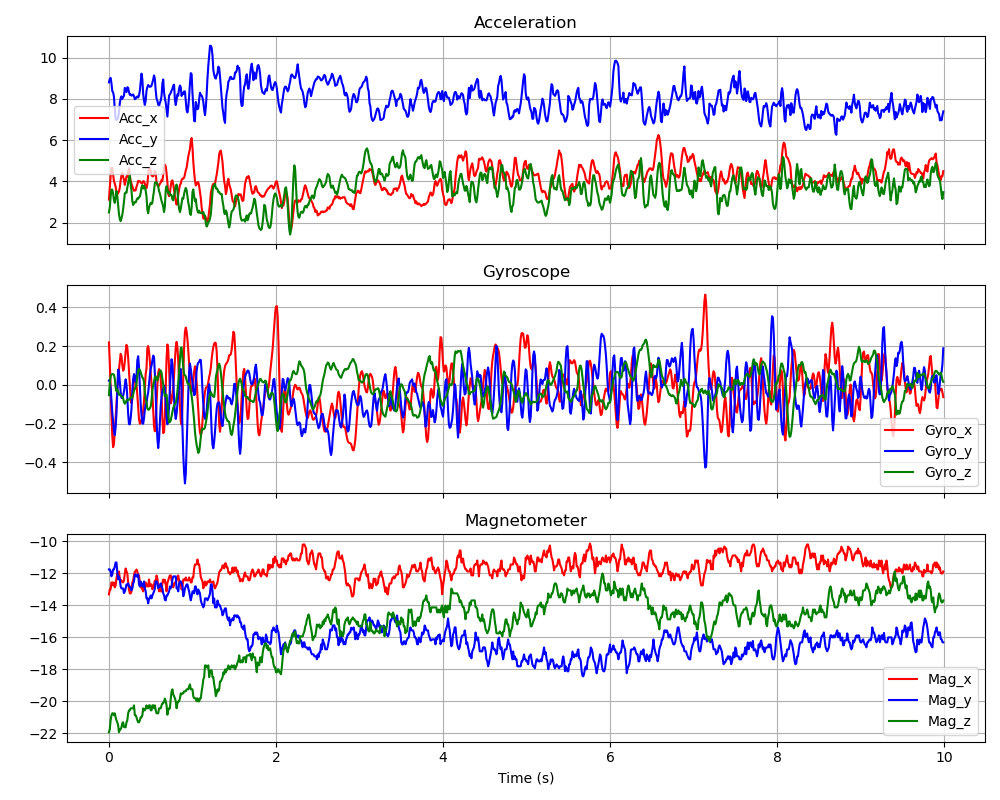 Acceleration
10
8
6
4
2
Acc_x
Acc_y
Acc_z
Gyroscope
0.4
0.2
0.0
−0.2
−0.4
Gyro_x
Gyro_y
Gyro_z
Magnetometer
−10
−12
−14
−16
−18
−20
−22
Mag_x
Mag_y
Mag_z
0 2 4 6 8 10
Time (s)